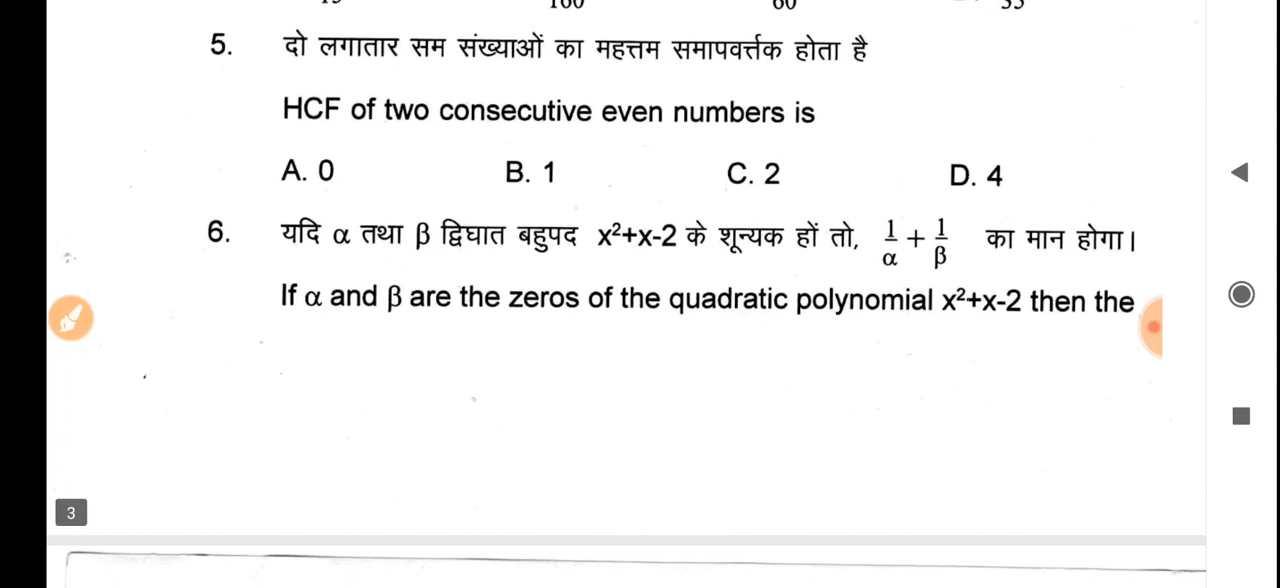 5. दो लगातार सम संख्याओं का महत्तम समापवर्त्तक होता है
HCF of two consecutive even numbers is
A. 0 B. 1 C. 2 D. 4
6. यदि α तथा β द्विघात बहुपद x²+x-2 के शून्यक हों तो, 1/α + 1/β का मान होगा।
If α and β are the zeros of the quadratic polynomial x²+x-2 then the
3